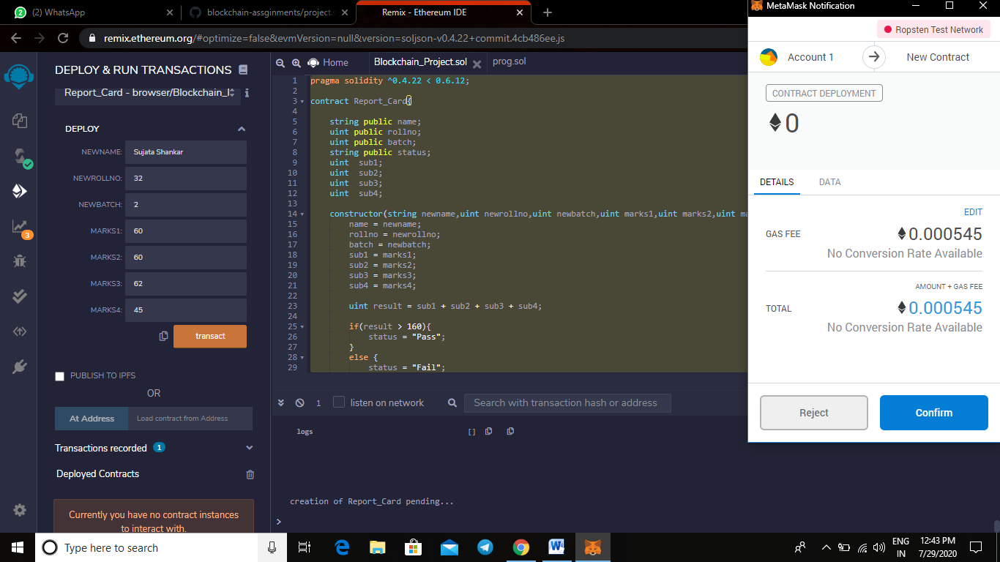 (2) WhatsApp
blockchain-assginments/project.s
Remix - Ethereum IDE
MetaMask Notification
remix.ethereum.org/#optimize=false&evmVersion=null&version=soljson-v0.4.22+commit.4cb486ee.js
Ropsten Test Network
Account 1
New Contract
CONTRACT DEPLOYMENT
0
DETAILS
DATA
EDIT
GAS FEE
0.000545
No Conversion Rate Available
AMOUNT + GAS FEE
TOTAL
0.000545
No Conversion Rate Available
Reject
Confirm
DEPLOY & RUN TRANSACTIONS
Report_Card - browser/Blockchain_
DEPLOY
NEWNAME: Sujata Shankar
NEWROLLNO: 32
NEWBATCH: 2
MARKS1: 60
MARKS2: 60
MARKS3: 62
MARKS4: 45
transact
PUBLISH TO IPFS
OR
At Address Load contract from Address
Transactions recorded 1
Deployed Contracts
Currently you have no contract instances
to interact with.
3
Home
Blockchain_Project.sol
prog.sol
1 pragma solidity ^0.4.22 < 0.6.12;
2
3 contract Report_Card{
4
5 string public name;
6 uint public rollno;
7 uint public batch;
8 string public status;
9 uint  sub1;
10 uint  sub2;
11 uint  sub3;
12 uint  sub4;
13
14 constructor(string newname,uint newrollno,uint newbatch,uint marks1,uint marks2,uint ma
15 name = newname;
16 rollno = newrollno;
17 batch = newbatch;
18 sub1 = marks1;
19 sub2 = marks2;
20 sub3 = marks3;
21 sub4 = marks4;
22
23 uint result = sub1 + sub2 + sub3 + sub4;
24
25 if(result > 160){
26 status = "Pass";
27 }
28 else {
29 status = "Fail";
1
listen on network
Search with transaction hash or address
logs
[]
creation of Report_Card pending...
>
Type here to search
ENG
IN
12:43 PM
7/29/2020